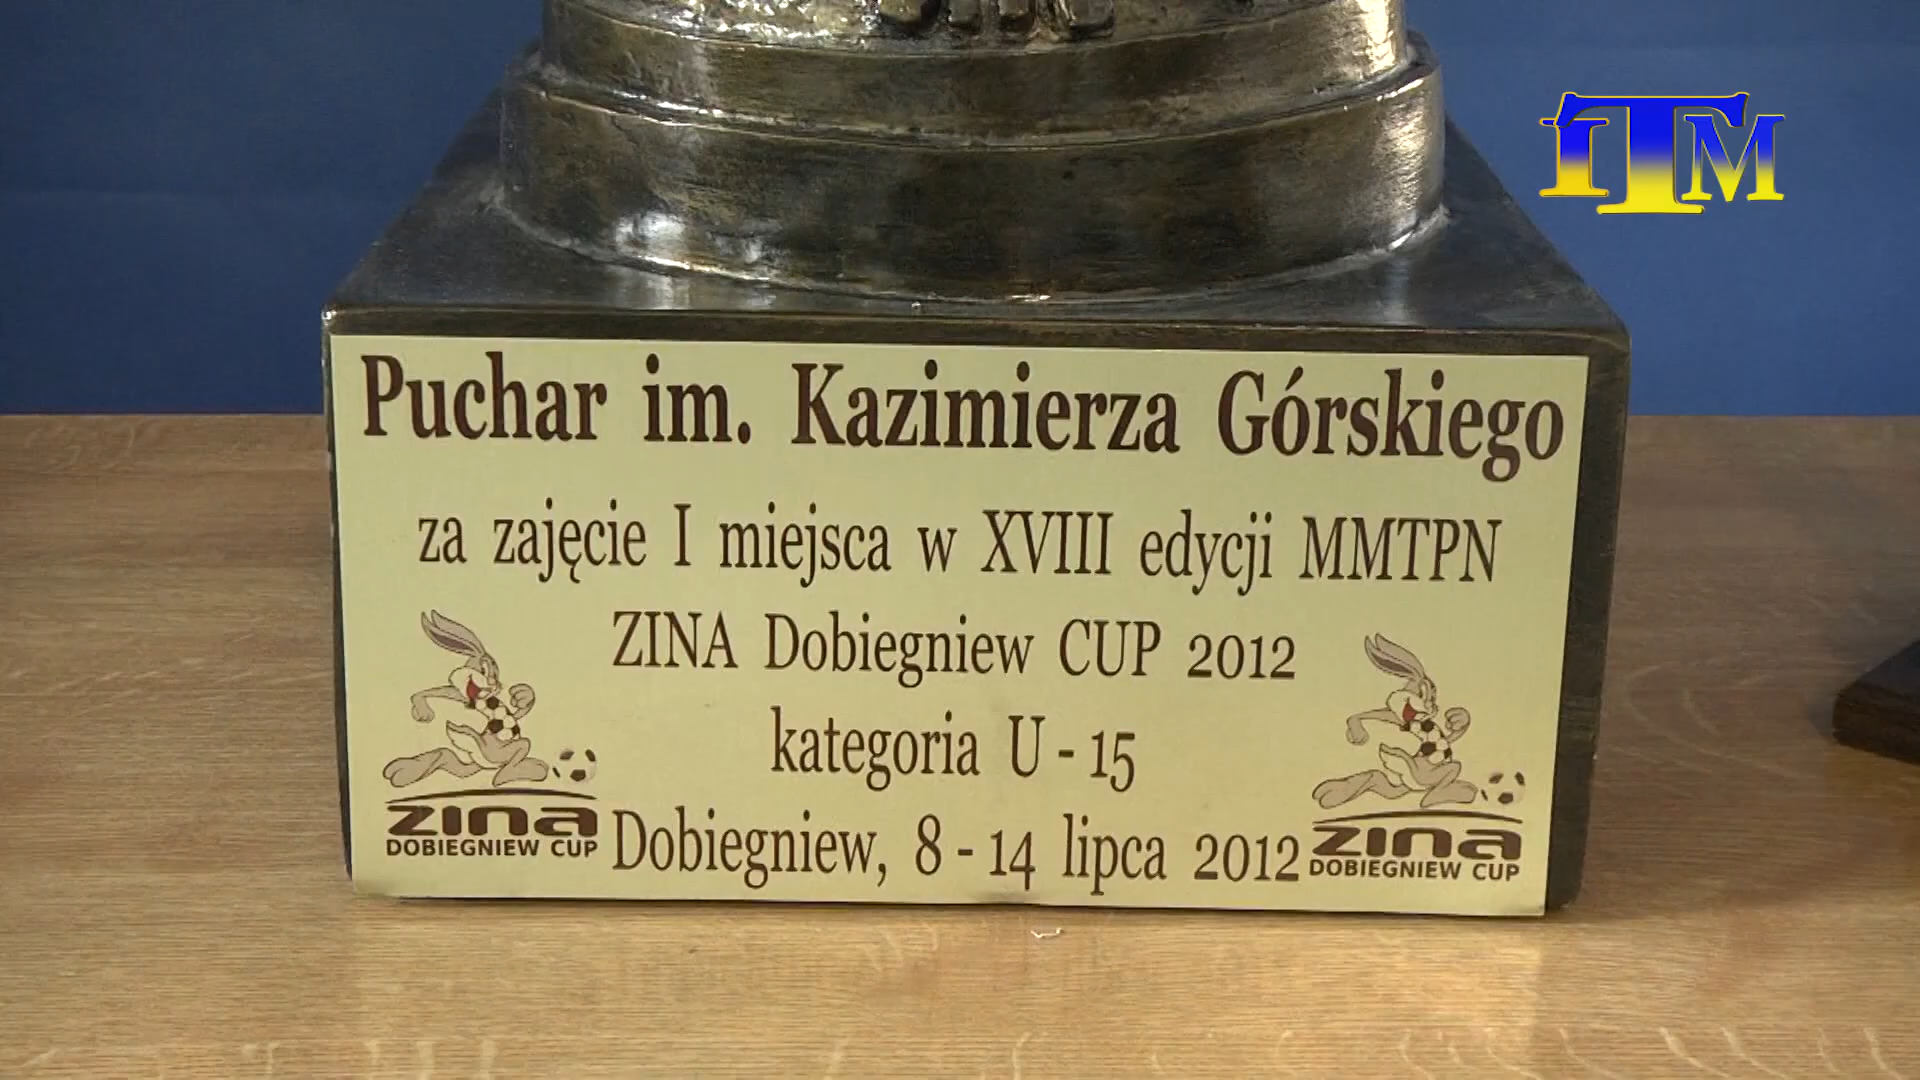 ITM
Puchar im. Kazimierza Górskiego
za zajęcie I miejsca w XVIII edycji MMTPN
ZINA Dobiegniew CUP 2012
kategoria U - 15
Dobiegniew, 8 - 14 lipca 2012
zina
DOBIEGNIEW CUP
zina
DOBIEGNIEW CUP